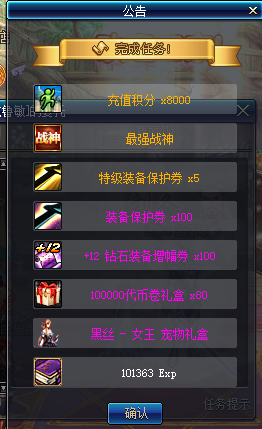 公告
完成任务!
充值积分 x8000
战神
最强战神
特级装备保护券 x5
装备保护券 x100
+12
+12 钻石装备增幅券 x100
100000代币卷礼盒 x80
黑丝 - 女王 宠物礼盒
101363 Exp
任务提示
确认